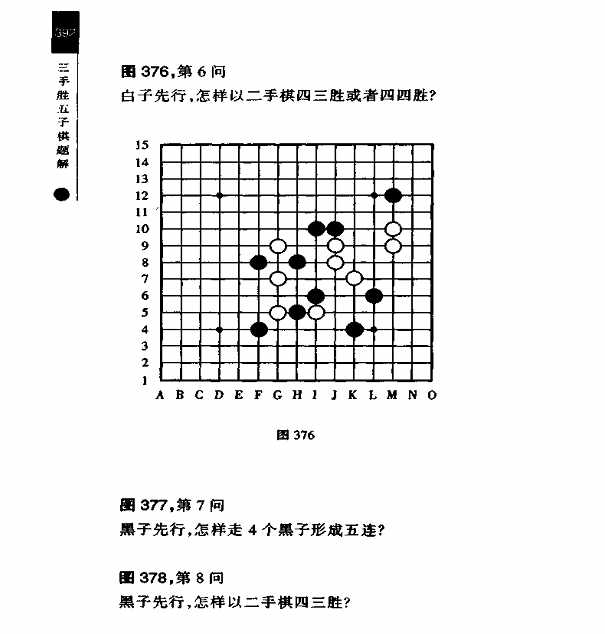 392
三手胜五子棋题解
图 376,第 6 问
白子先行,怎样以二手棋四三胜或者四四胜?
15
14
13
12
11
10
9
8
7
6
5
4
3
2
1
A B C D E F G H I J K L M N O
图 376
图 377,第 7 问
黑子先行,怎样走 4 个黑子形成五连?
图 378,第 8 问
黑子先行,怎样以二手棋四三胜?